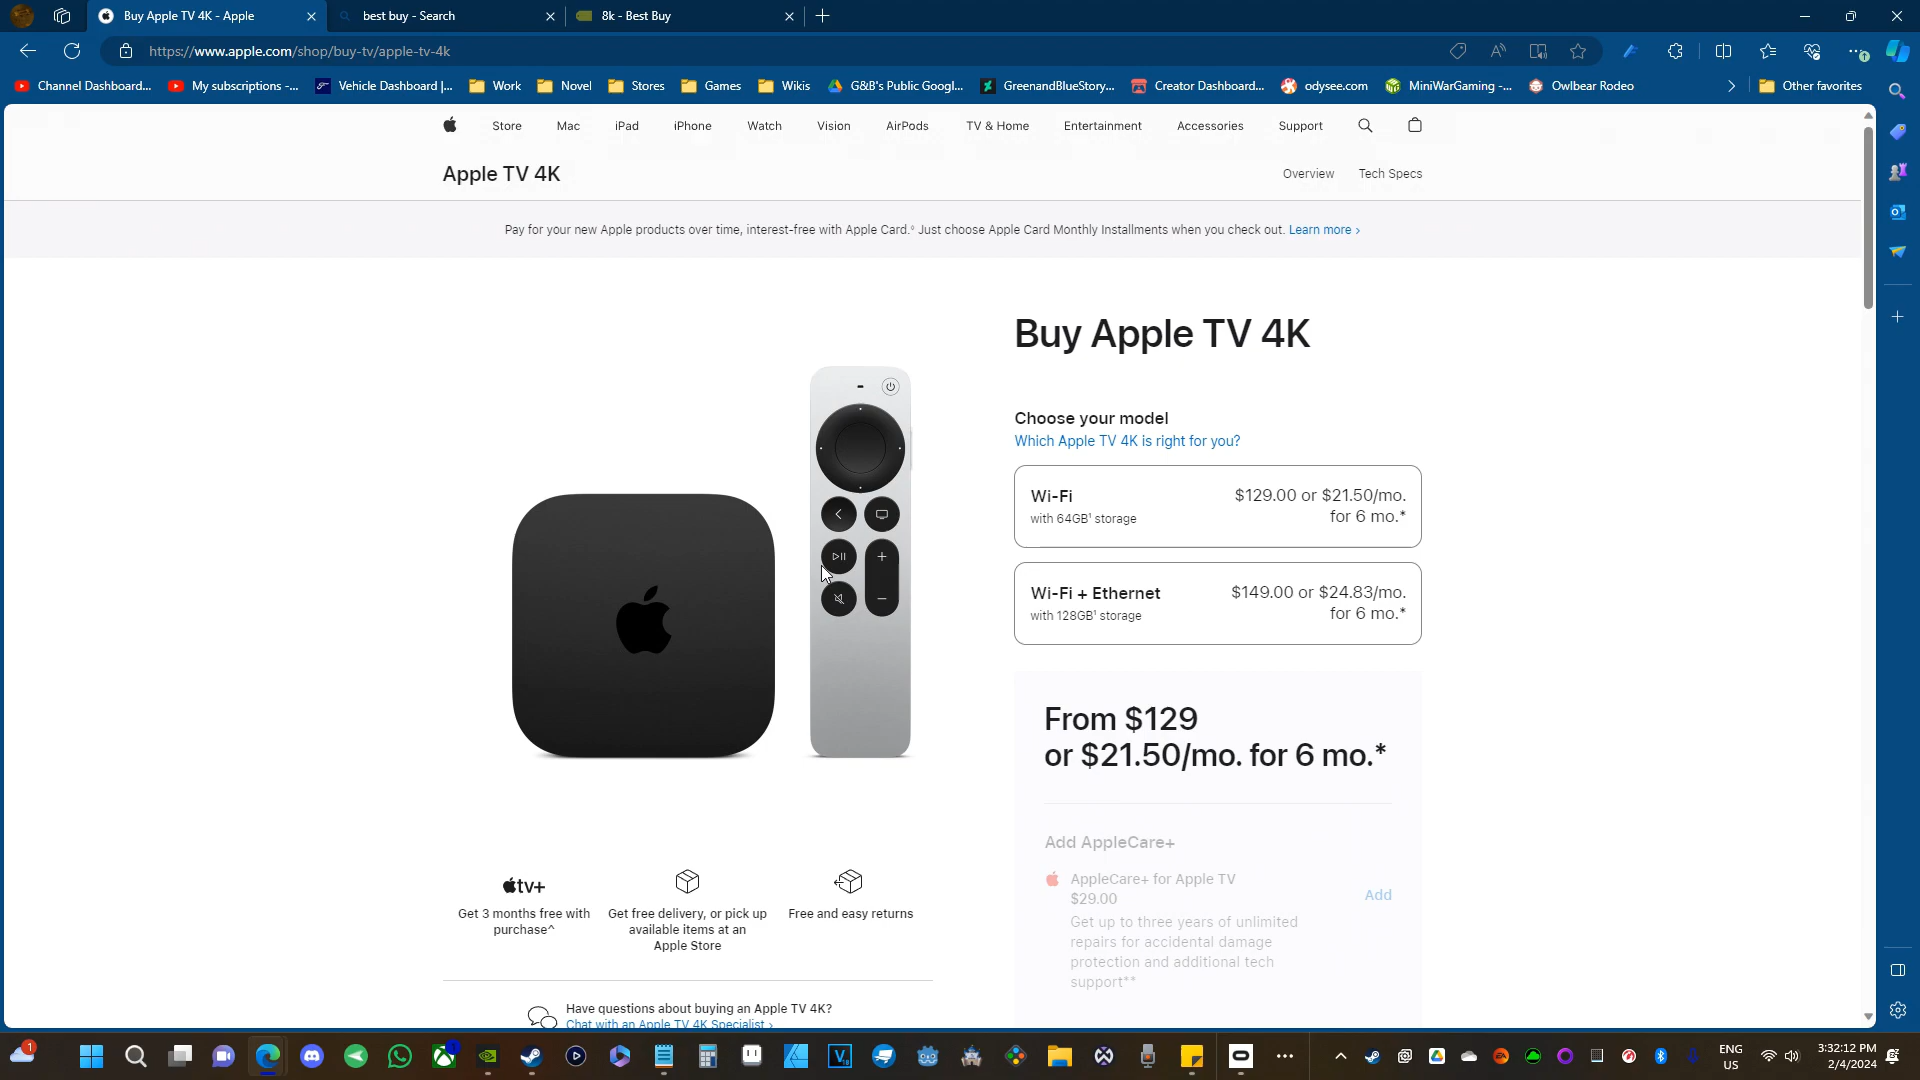 Buy Apple TV 4K - Apple
best buy - Search
8k - Best Buy
https://www.apple.com/shop/buy-tv/apple-tv-4k
Channel Dashboard...
My subscriptions -...
Vehicle Dashboard |...
Work
Novel
Stores
Games
Wikis
G&B's Public Googl...
GreenandBlueStory...
Creator Dashboard...
odysee.com
MiniWarGaming -...
Owlbear Rodeo
Other favorites
Store Mac iPad iPhone Watch Vision AirPods TV & Home Entertainment Accessories Support
Apple TV 4K
Overview Tech Specs
Pay for your new Apple products over time, interest-free with Apple Card.◊ Just choose Apple Card Monthly Installments when you check out. Learn more ›
Buy Apple TV 4K
Choose your model
Which Apple TV 4K is right for you?
Wi-Fi
with 64GB¹ storage
$129.00 or $21.50/mo.
for 6 mo.*
Wi-Fi + Ethernet
with 128GB¹ storage
$149.00 or $24.83/mo.
for 6 mo.*
From $129
or $21.50/mo. for 6 mo.*
Add AppleCare+
AppleCare+ for Apple TV
$29.00
Add
Get up to three years of unlimited
repairs for accidental damage
protection and additional tech
support**
tv+
Get 3 months free with
purchase^
Get free delivery, or pick up
available items at an
Apple Store
Free and easy returns
Have questions about buying an Apple TV 4K?
Chat with an Apple TV 4K Specialist ›
1
ENG
US
3:32:12 PM
2/4/2024